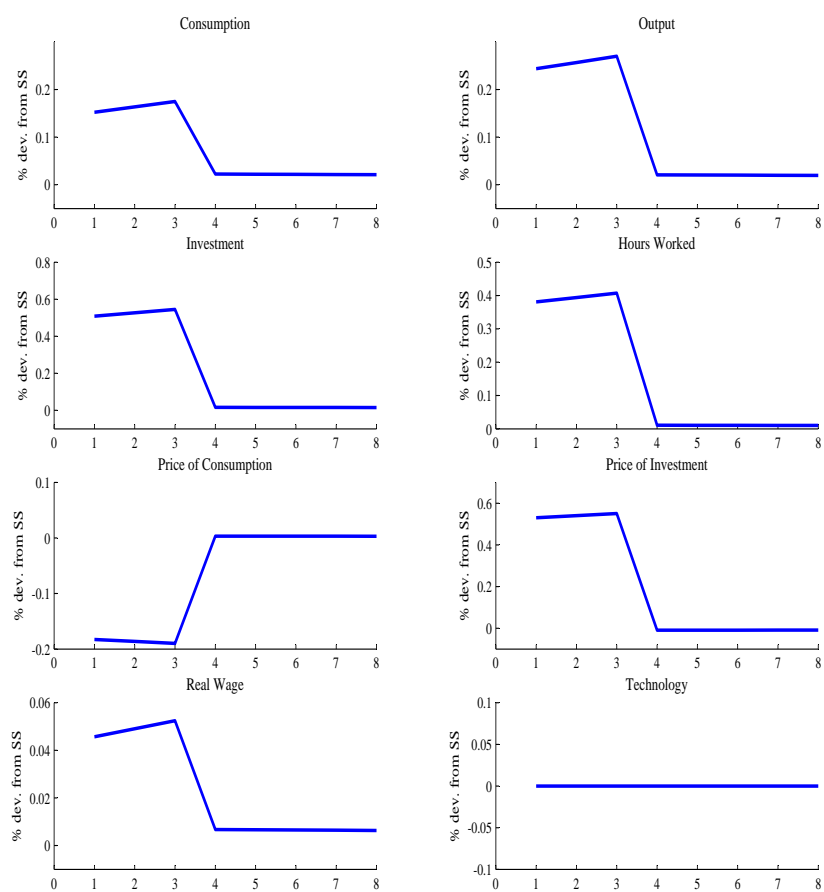 Consumption
% dev. from SS
0.2
0.1
0
0 1 2 3 4 5 6 7 8
Output
% dev. from SS
0.2
0.1
0
0 1 2 3 4 5 6 7 8
Investment
% dev. from SS
0.8
0.6
0.4
0.2
0
0 1 2 3 4 5 6 7 8
Hours Worked
% dev. from SS
0.5
0.4
0.3
0.2
0.1
0
0 1 2 3 4 5 6 7 8
Price of Consumption
% dev. from SS
0.1
0
-0.1
-0.2
0 1 2 3 4 5 6 7 8
Price of Investment
% dev. from SS
0.6
0.4
0.2
0
0 1 2 3 4 5 6 7 8
Real Wage
% dev. from SS
0.06
0.04
0.02
0
0 1 2 3 4 5 6 7 8
Technology
% dev. from SS
0.1
0.05
0
-0.05
-0.1
0 1 2 3 4 5 6 7 8